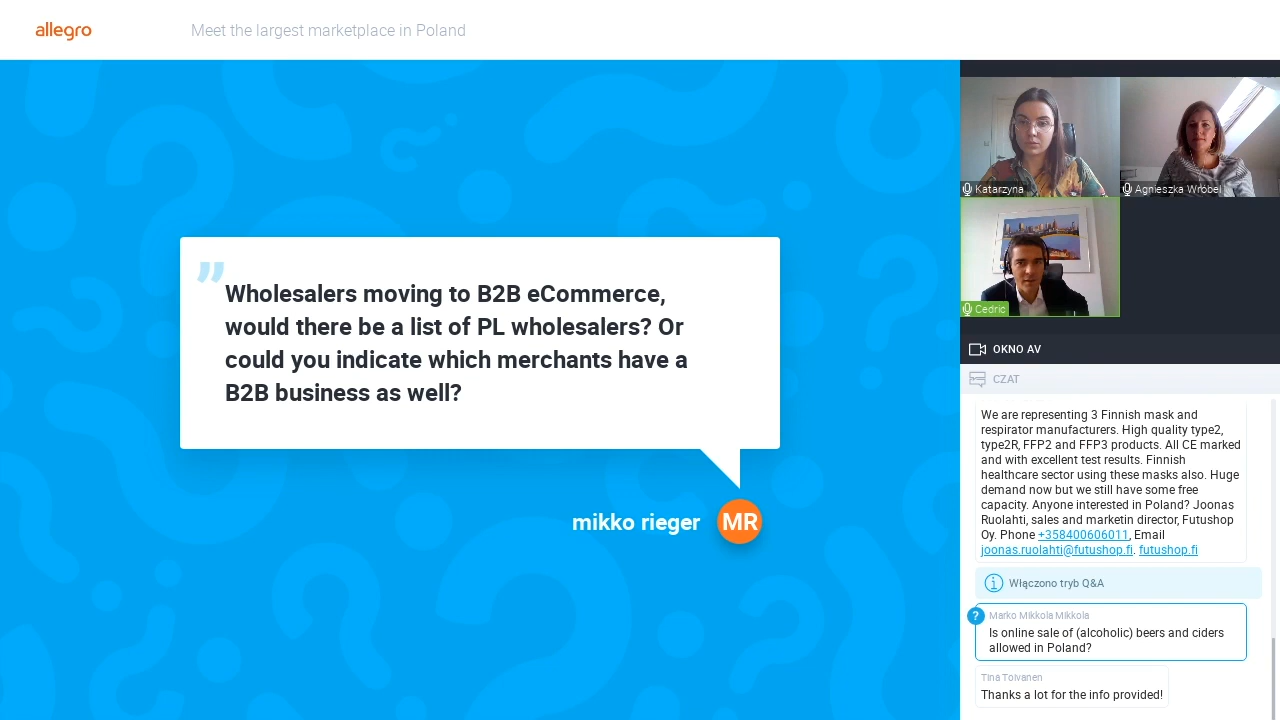 allegro
Meet the largest marketplace in Poland
"
Wholesalers moving to B2B eCommerce,
would there be a list of PL wholesalers? Or
could you indicate which merchants have a
B2B business as well?
mikko rieger
MR
Katarzyna
Agnieszka Wróbel
Cedric
OKNO AV
CZAT
We are representing 3 Finnish mask and
respirator manufacturers. High quality type2,
type2R, FFP2 and FFP3 products. All CE marked
and with excellent test results. Finnish
healthcare sector using these masks also. Huge
demand now but we still have some free
capacity. Anyone interested in Poland? Joonas
Ruolahti, sales and marketin director, Futushop
Oy. Phone +358400606011, Email
joonas.ruolahti@futushop.fi. futushop.fi
Włączono tryb Q&A
?
Marko Mikkola Mikkola
Is online sale of (alcoholic) beers and ciders
allowed in Poland?
Tina Toivanen
Thanks a lot for the info provided!